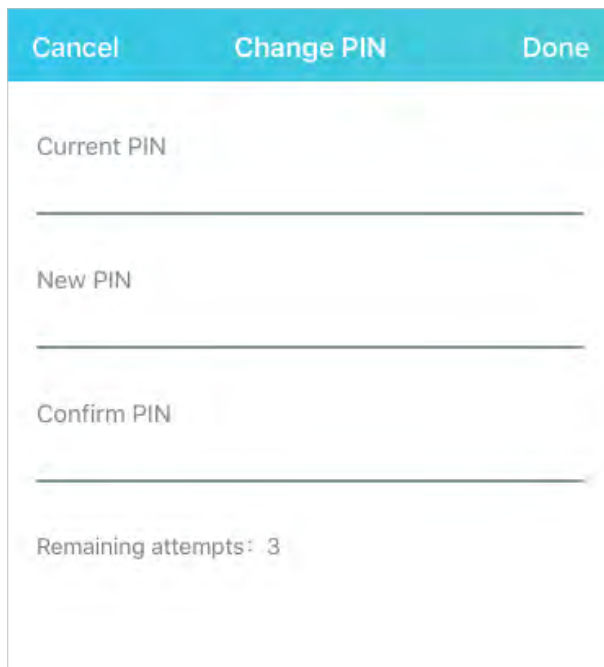 Cancel Change PIN Done
Current PIN
New PIN
Confirm PIN
Remaining attempts: 3